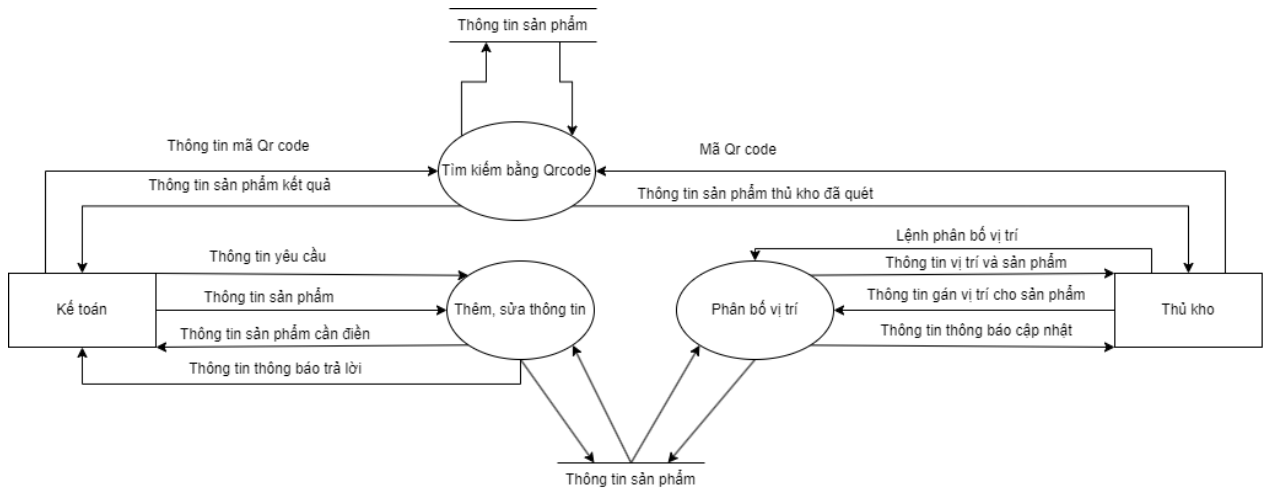 Thông tin sản phẩm
Thông tin mã Qr code
Mã Qr code
Tìm kiếm bằng Qrcode
Thông tin sản phẩm kết quả
Thông tin sản phẩm thủ kho đã quét
Lệnh phân bố vị trí
Thông tin yêu cầu
Thông tin vị trí và sản phẩm
Kế toán
Thông tin sản phẩm
Thêm, sửa thông tin
Phân bố vị trí
Thông tin gán vị trí cho sản phẩm
Thủ kho
Thông tin sản phẩm cần điền
Thông tin thông báo cập nhật
Thông tin thông báo trả lời
Thông tin sản phẩm